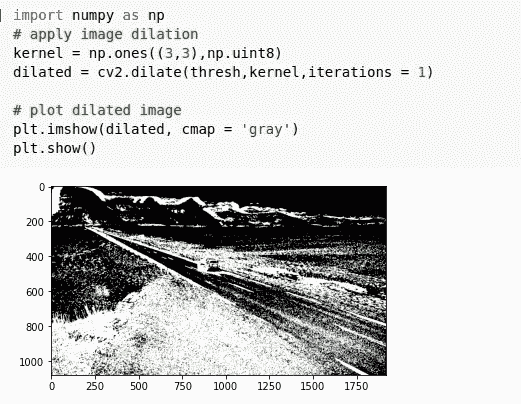 import numpy as np
# apply image dilation
kernel = np.ones((3,3),np.uint8)
dilated = cv2.dilate(thresh,kernel,iterations = 1)
# plot dilated image
plt.imshow(dilated, cmap = 'gray')
plt.show()
0
200
400
600
800
1000
0 250 500 750 1000 1250 1500 1750